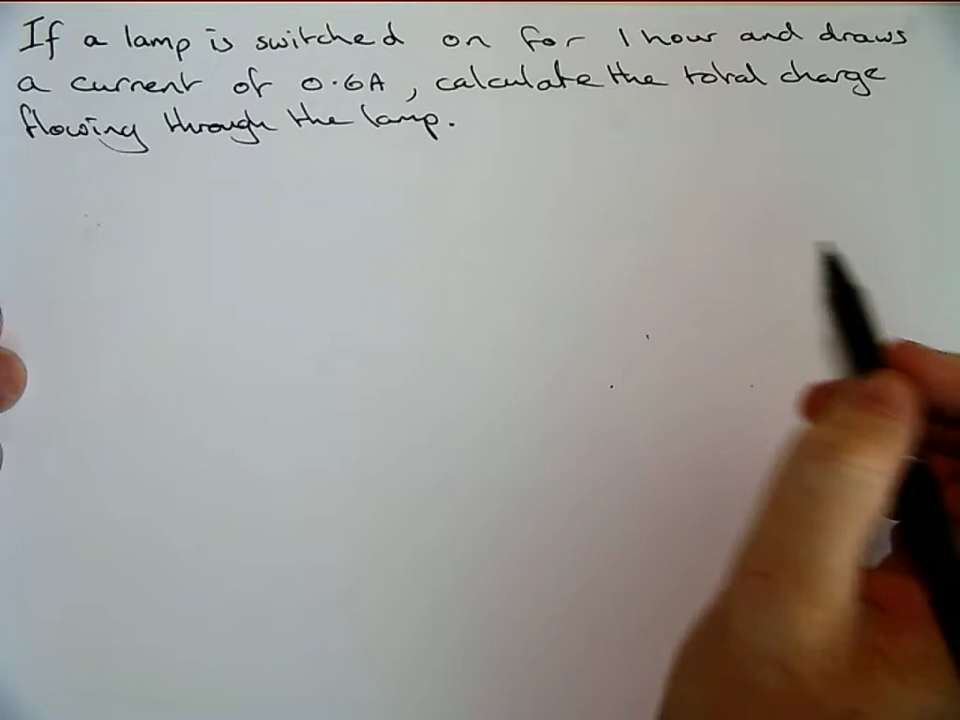 If a lamp is switched on for 1 hour and draws
a current of 0.6A, calculate the total charge
flowing through the lamp.